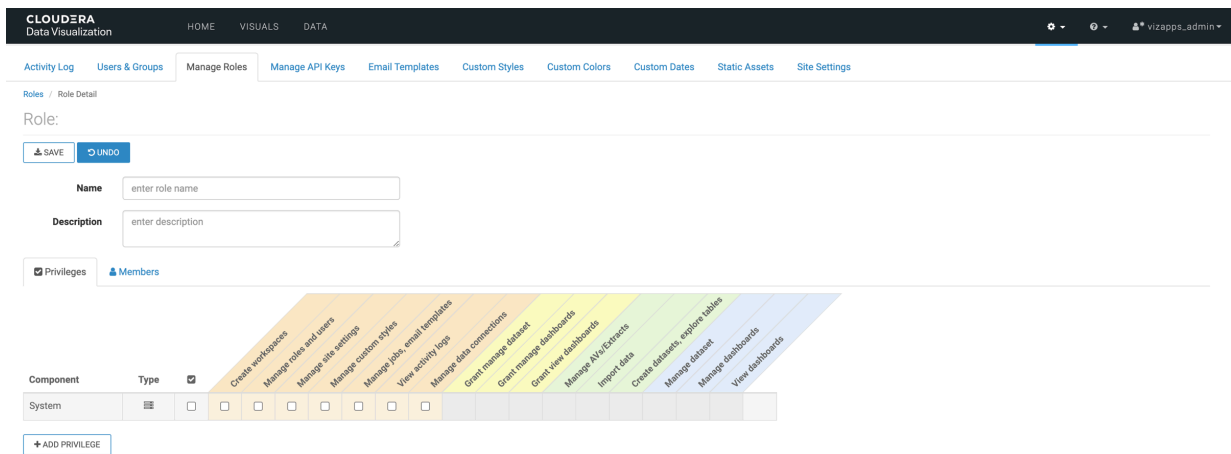 CLOUDERA
Data Visualization
HOME VISUALS DATA
vizapps_admin
Activity Log Users & Groups Manage Roles Manage API Keys Email Templates Custom Styles Custom Colors Custom Dates Static Assets Site Settings
Roles / Role Detail
Role:
SAVE UNDO
Name enter role name
Description enter description
Privileges Members
Component Type Create workspaces Manage roles and users Manage site settings Manage custom styles Manage jobs, email templates View activity logs Manage data connections Grant manage dataset Grant manage dashboards Grant view dashboards Manage AVs/Extracts Import data Create datasets, explore tables Manage dataset Manage dashboards View dashboards
System
+ ADD PRIVILEGE